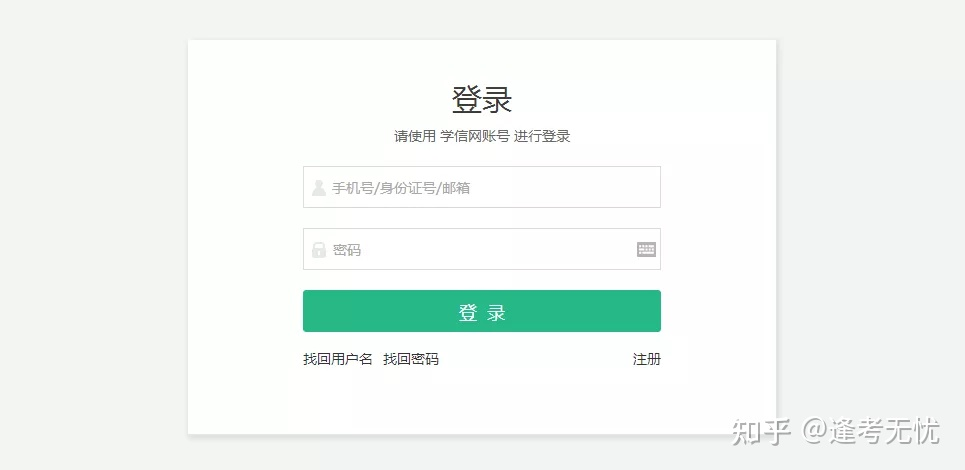 登录
请使用 学信网账号 进行登录
手机号/身份证号/邮箱
密码
登 录
找回用户名 找回密码 注册
知乎 @逢考无忧